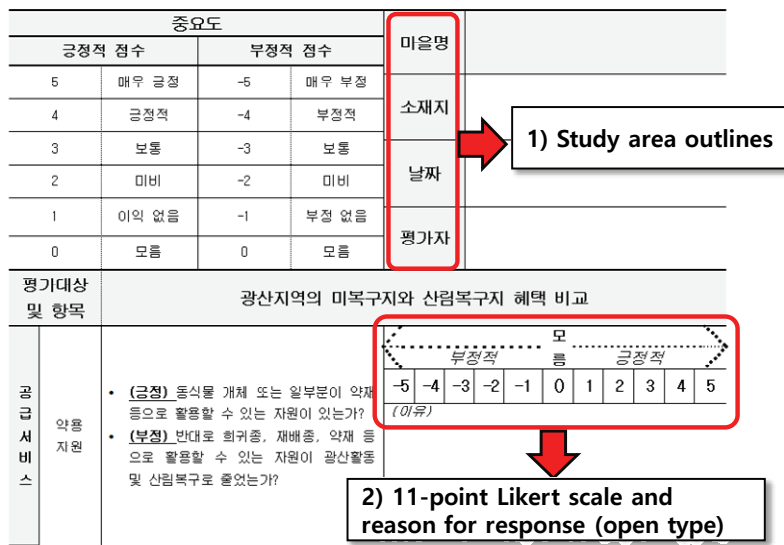 중요도
긍정적 점수 부정적 점수
5 매우 긍정 -5 매우 부정
4 긍정적 -4 부정적
3 보통 -3 보통
2 미비 -2 미비
1 이익 없음 -1 부정 없음
0 모름 0 모름
마을명
소재지
날짜
평가자
1) Study area outlines
평가대상
및 항목
광산지역의 미복구지와 산림복구지 혜택 비교
공
급
서
비
스
약용
자원
• (긍정) 동식물 개체 또는 일부분이 약재
등으로 활용할 수 있는 자원이 있는가?
• (부정) 반대로 희귀종, 재배종, 약재 등
으로 활용할 수 있는 자원이 광산활동
및 산림복구로 줄었는가?
부정적 모름 긍정적
-5 -4 -3 -2 -1 0 1 2 3 4 5
(이유)
2) 11-point Likert scale and
reason for response (open type)